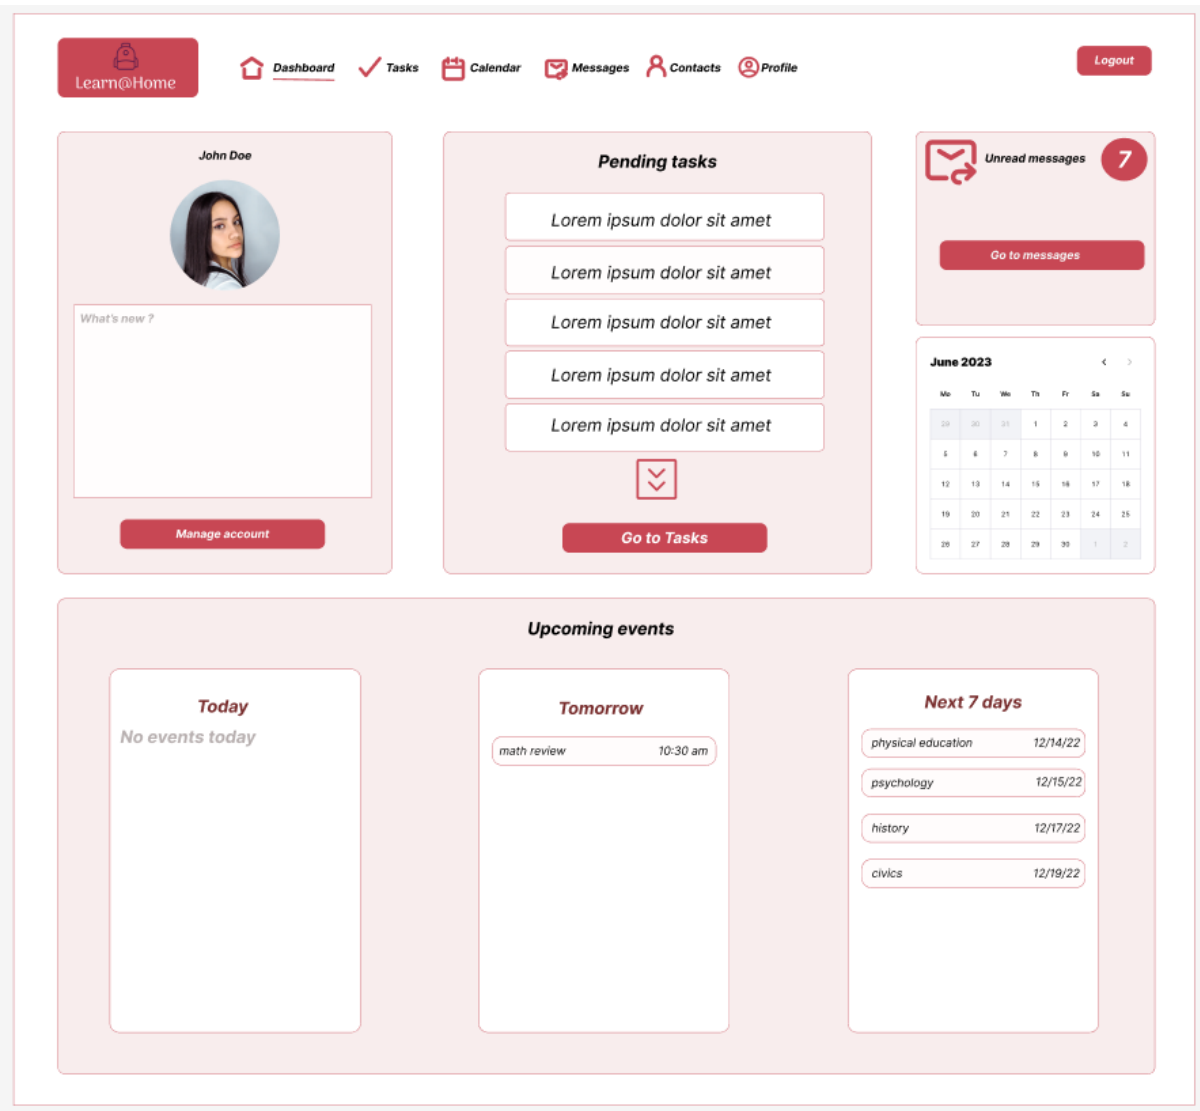 Learn@Home
Dashboard
Tasks
Calendar
Messages
Contacts
Profile
Logout
John Doe
What's new ?
Manage account
Pending tasks
Lorem ipsum dolor sit amet
Lorem ipsum dolor sit amet
Lorem ipsum dolor sit amet
Lorem ipsum dolor sit amet
Lorem ipsum dolor sit amet
Go to Tasks
Unread messages 7
Go to messages
June 2023
Mo Tu We Th Fr Sa Su
29 30 31 1 2 3 4
5 6 7 8 9 10 11
12 13 14 15 16 17 18
19 20 21 22 23 24 25
26 27 28 29 30 1 2
Upcoming events
Today
No events today
Tomorrow
math review 10:30 am
Next 7 days
physical education 12/14/22
psychology 12/15/22
history 12/17/22
civics 12/19/22